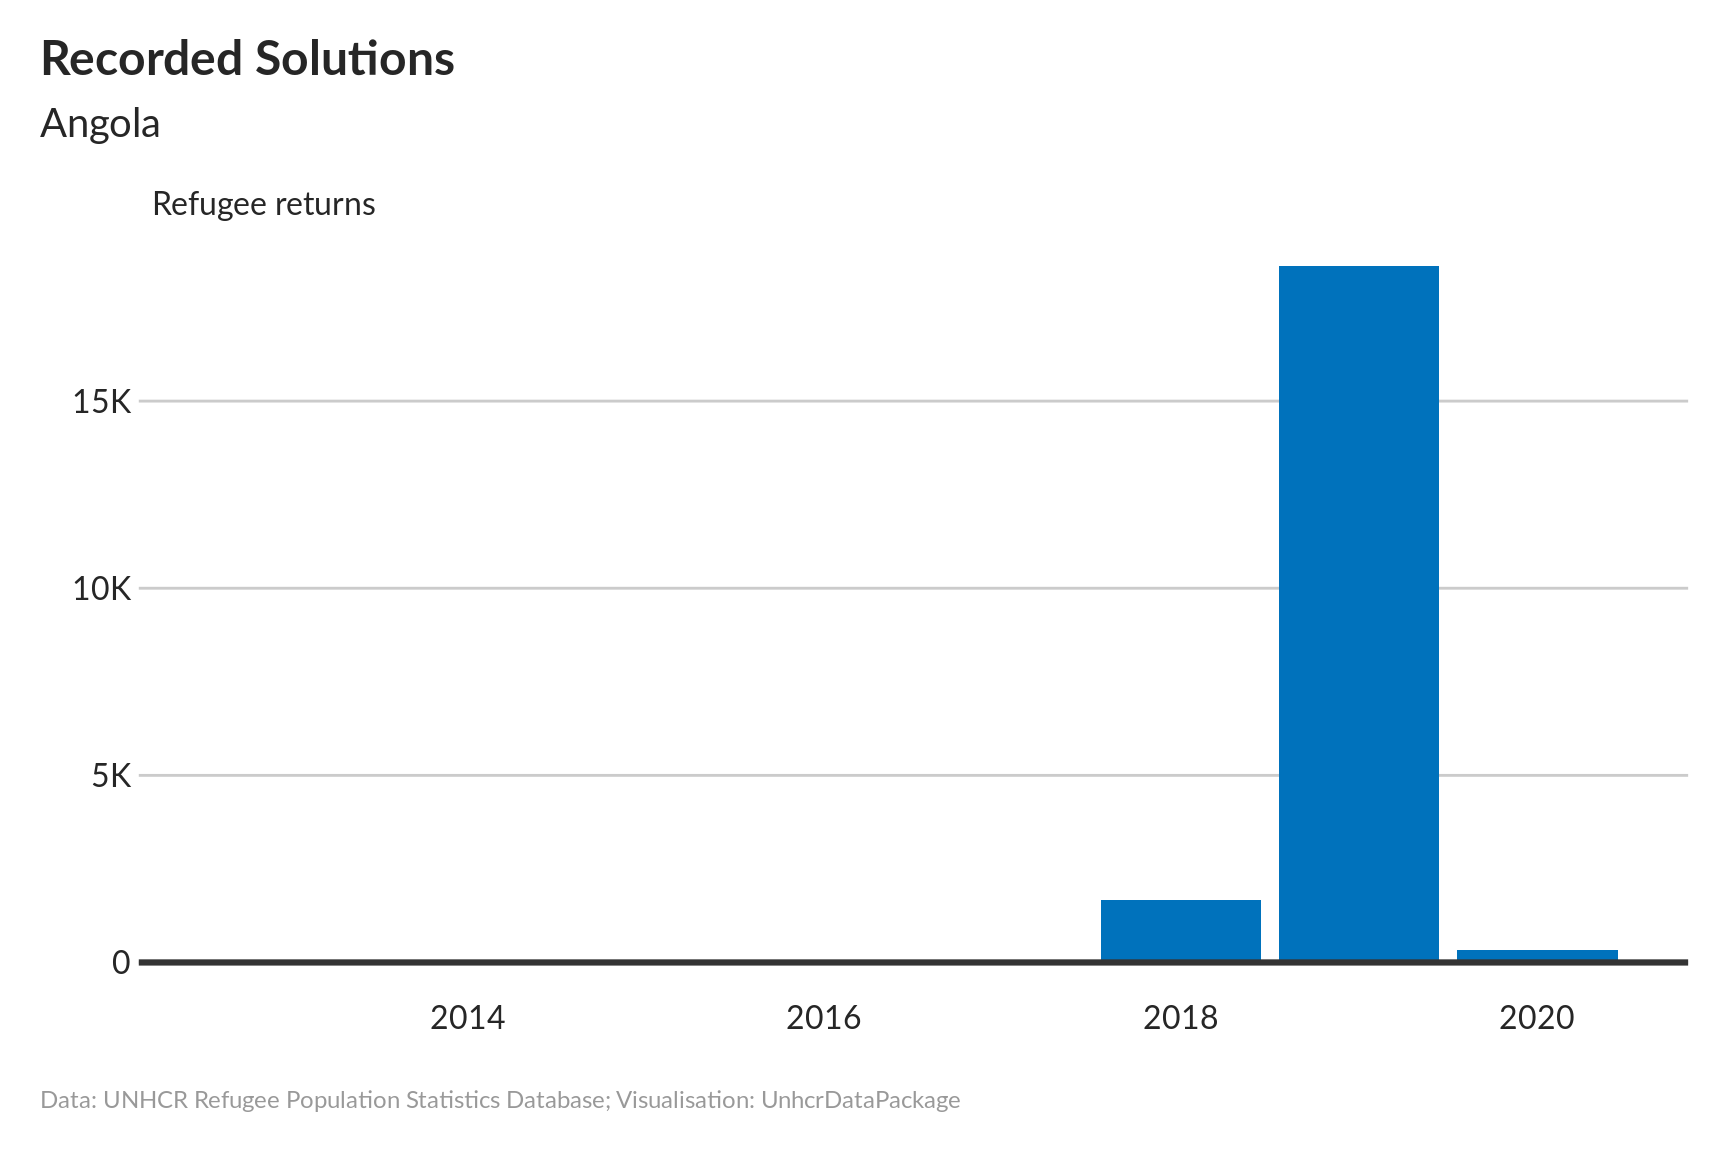 Recorded Solutions
Angola
Refugee returns
15K
10K
5K
0
2014 2016 2018 2020
Data: UNHCR Refugee Population Statistics Database; Visualisation: UnhcrDataPackage